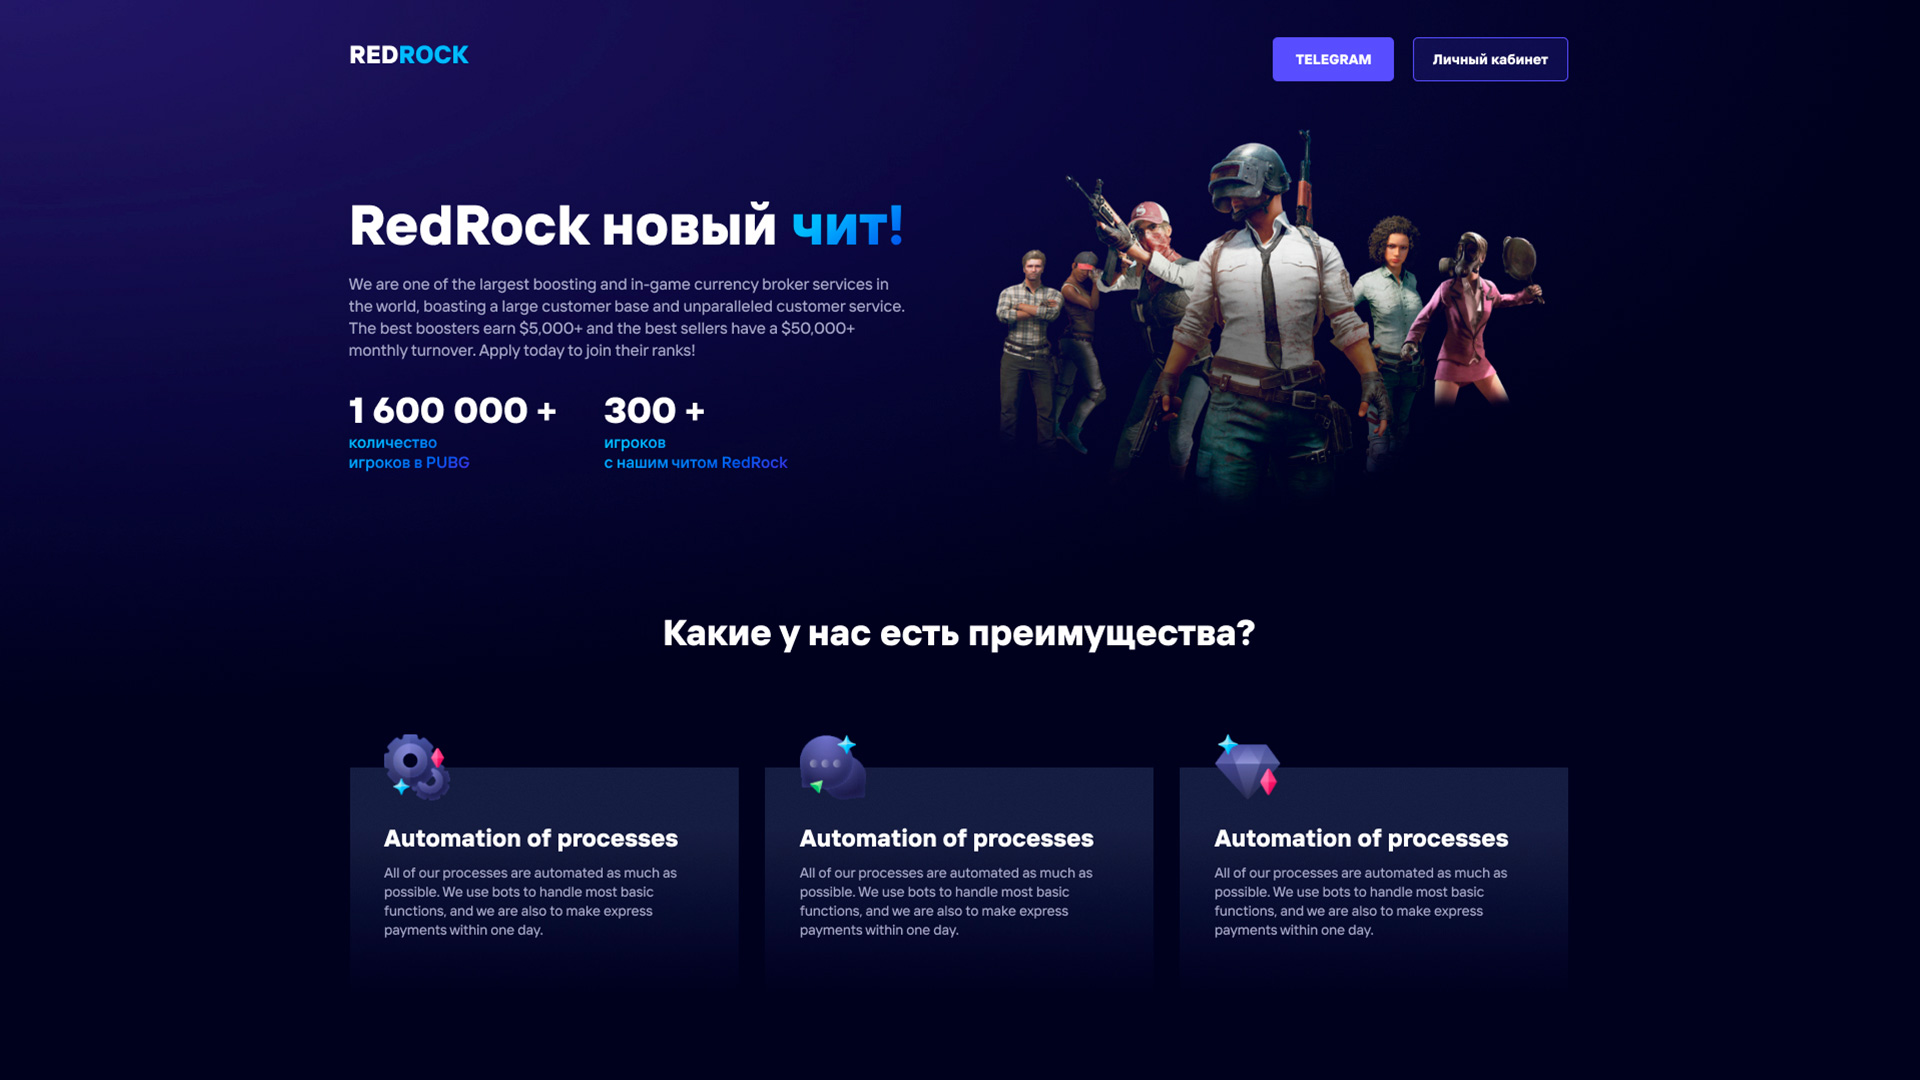 REDROCK
TELEGRAM
Личный кабинет
RedRock новый чит!
We are one of the largest boosting and in-game currency broker services in
the world, boasting a large customer base and unparalleled customer service.
The best boosters earn $5,000+ and the best sellers have a $50,000+
monthly turnover. Apply today to join their ranks!
1 600 000 +
количество
игроков в PUBG
300 +
игроков
с нашим читом RedRock
Какие у нас есть преимущества?
Automation of processes
All of our processes are automated as much as
possible. We use bots to handle most basic
functions, and we are also to make express
payments within one day.
Automation of processes
All of our processes are automated as much as
possible. We use bots to handle most basic
functions, and we are also to make express
payments within one day.
Automation of processes
All of our processes are automated as much as
possible. We use bots to handle most basic
functions, and we are also to make express
payments within one day.